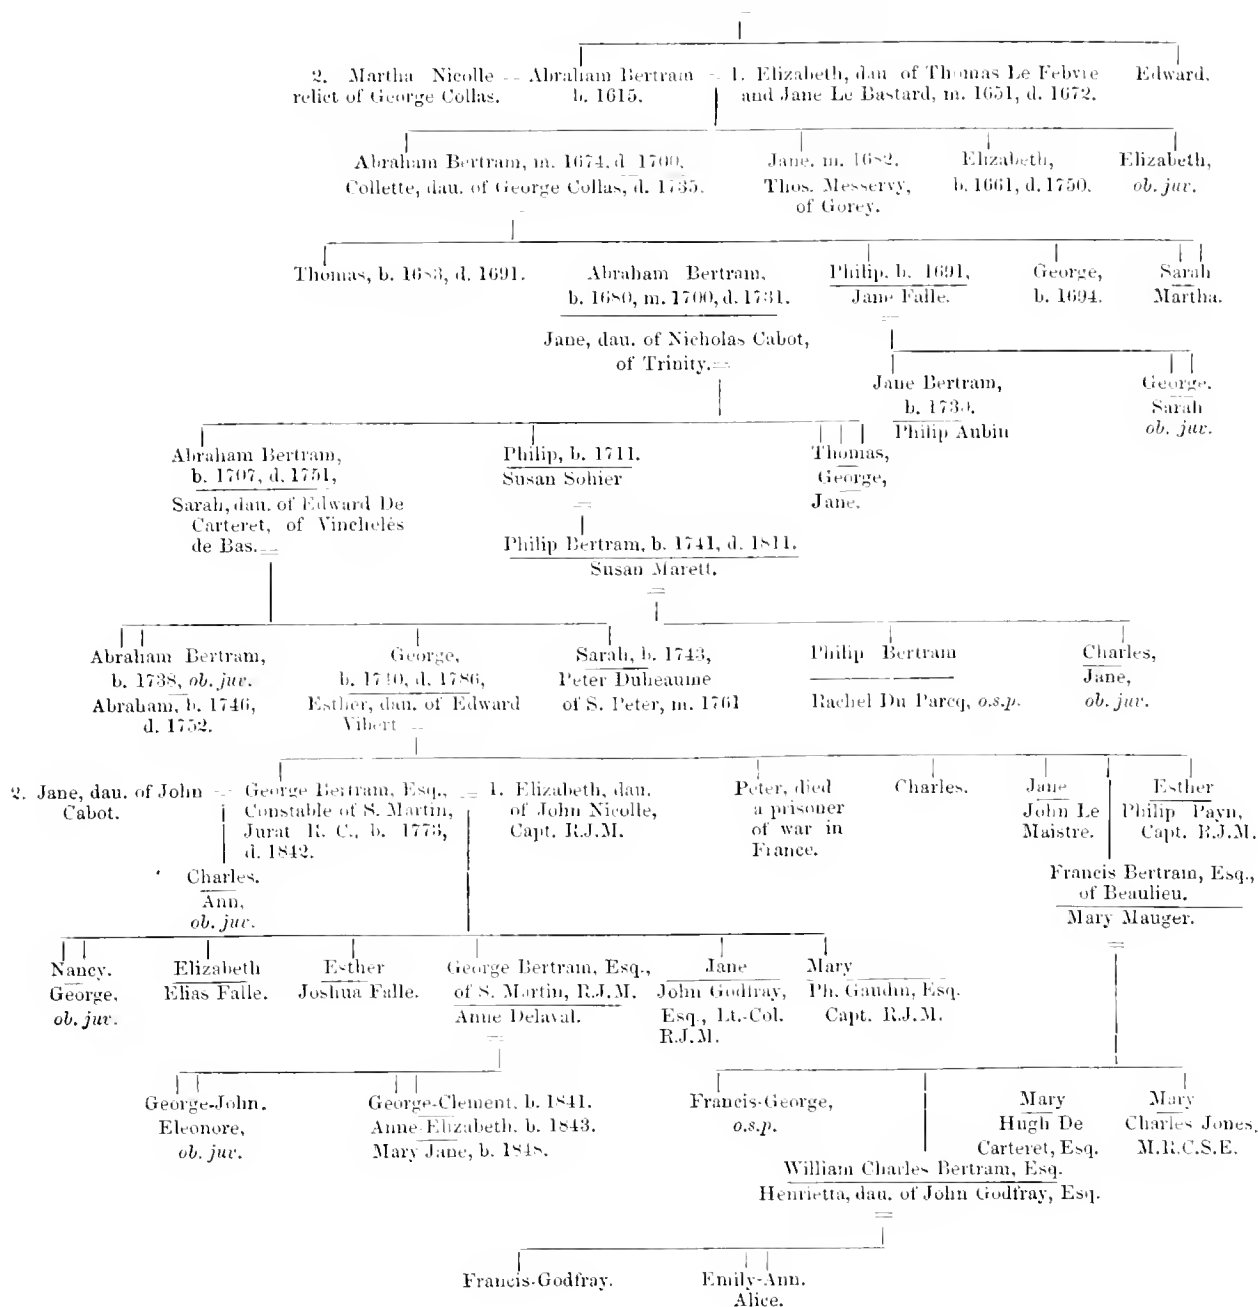 2. Martha Nicolle
relict of George Collas.
Abraham Bertram
b. 1615.
1. Elizabeth, dau of Thomas Le Febvre
and Jane Le Bastard, m. 1651, d. 1672.
Edward.
Abraham Bertram, m. 1674, d 1700.
Collette, dau. of George Collas, d. 1735.
Jane. m. 1682.
Thos. Messervy,
of Gorey.
Elizabeth,
b. 1661, d. 1750.
Elizabeth,
ob. juv.
Thomas, b. 1683, d. 1691.
Abraham Bertram,
b. 1680, m. 1700, d. 1731.
Jane, dau. of Nicholas Cabot,
of Trinity.
Philip, b. 1691,
Jane Falle.
George,
b. 1694.
Sarah
Martha.
Jane Bertram,
Philip Aubin
George.
Sarah
ob. juv.
Abraham Bertram,
b. 1707, d. 1751,
Sarah, dau. of Edward De
Carteret, of Vinchelés
de Bas.
Philip, b. 1711.
Susan Sohier
Thomas,
George,
Jane.
Philip Bertram, b. 1741, d. 1811.
Susan Marett.
Abraham Bertram,
b. 1738, ob. juv.
Abraham, b. 1746,
d. 1752.
George,
b. 1740, d. 1786,
Esther, dau. of Edward
Vibert
Sarah, b. 1743,
Peter Duheaume
of S. Peter, m. 1761
Philip Bertram
Rachel Du Parcq, o.s.p.
Charles,
Jane,
ob. juv.
2. Jane, dau. of John
Cabot.
George Bertram, Esq.,
Constable of S. Martin,
Jurat R. C., b. 1773,
d. 1842.
1. Elizabeth, dau.
of John Nicolle,
Capt. R.J.M.
Peter, died
a prisoner
of war in
France.
Charles.
Jane
John Le
Maistre.
Esther
Philip Payn,
Capt. R.J.M.
Charles.
Ann,
ob. juv.
Francis Bertram, Esq.,
of Beaulieu.
Mary Mauger.
Nancy.
George,
ob. juv.
Elizabeth
Elias Falle.
Esther
Joshua Falle.
George Bertram, Esq.,
of S. Martin, R.J.M.
Anne Delaval.
Jane
John Godfray,
Esq., Lt.-Col.
R.J.M.
Mary
Ph. Gaudin, Esq.
Capt. R.J.M.
George-John.
Eleonore,
ob. juv.
George-Clement, b. 1841.
Anne Elizabeth, b. 1843.
Mary Jane, b. 1848.
Francis-George,
o.s.p.
Mary
Hugh De
Carteret, Esq.
Mary
Charles Jones.
M.R.C.S.E.
William Charles Bertram, Esq.
Henrietta, dau. of John Godfray, Esq.
Francis-Godfray.
Emily-Ann.
Alice.